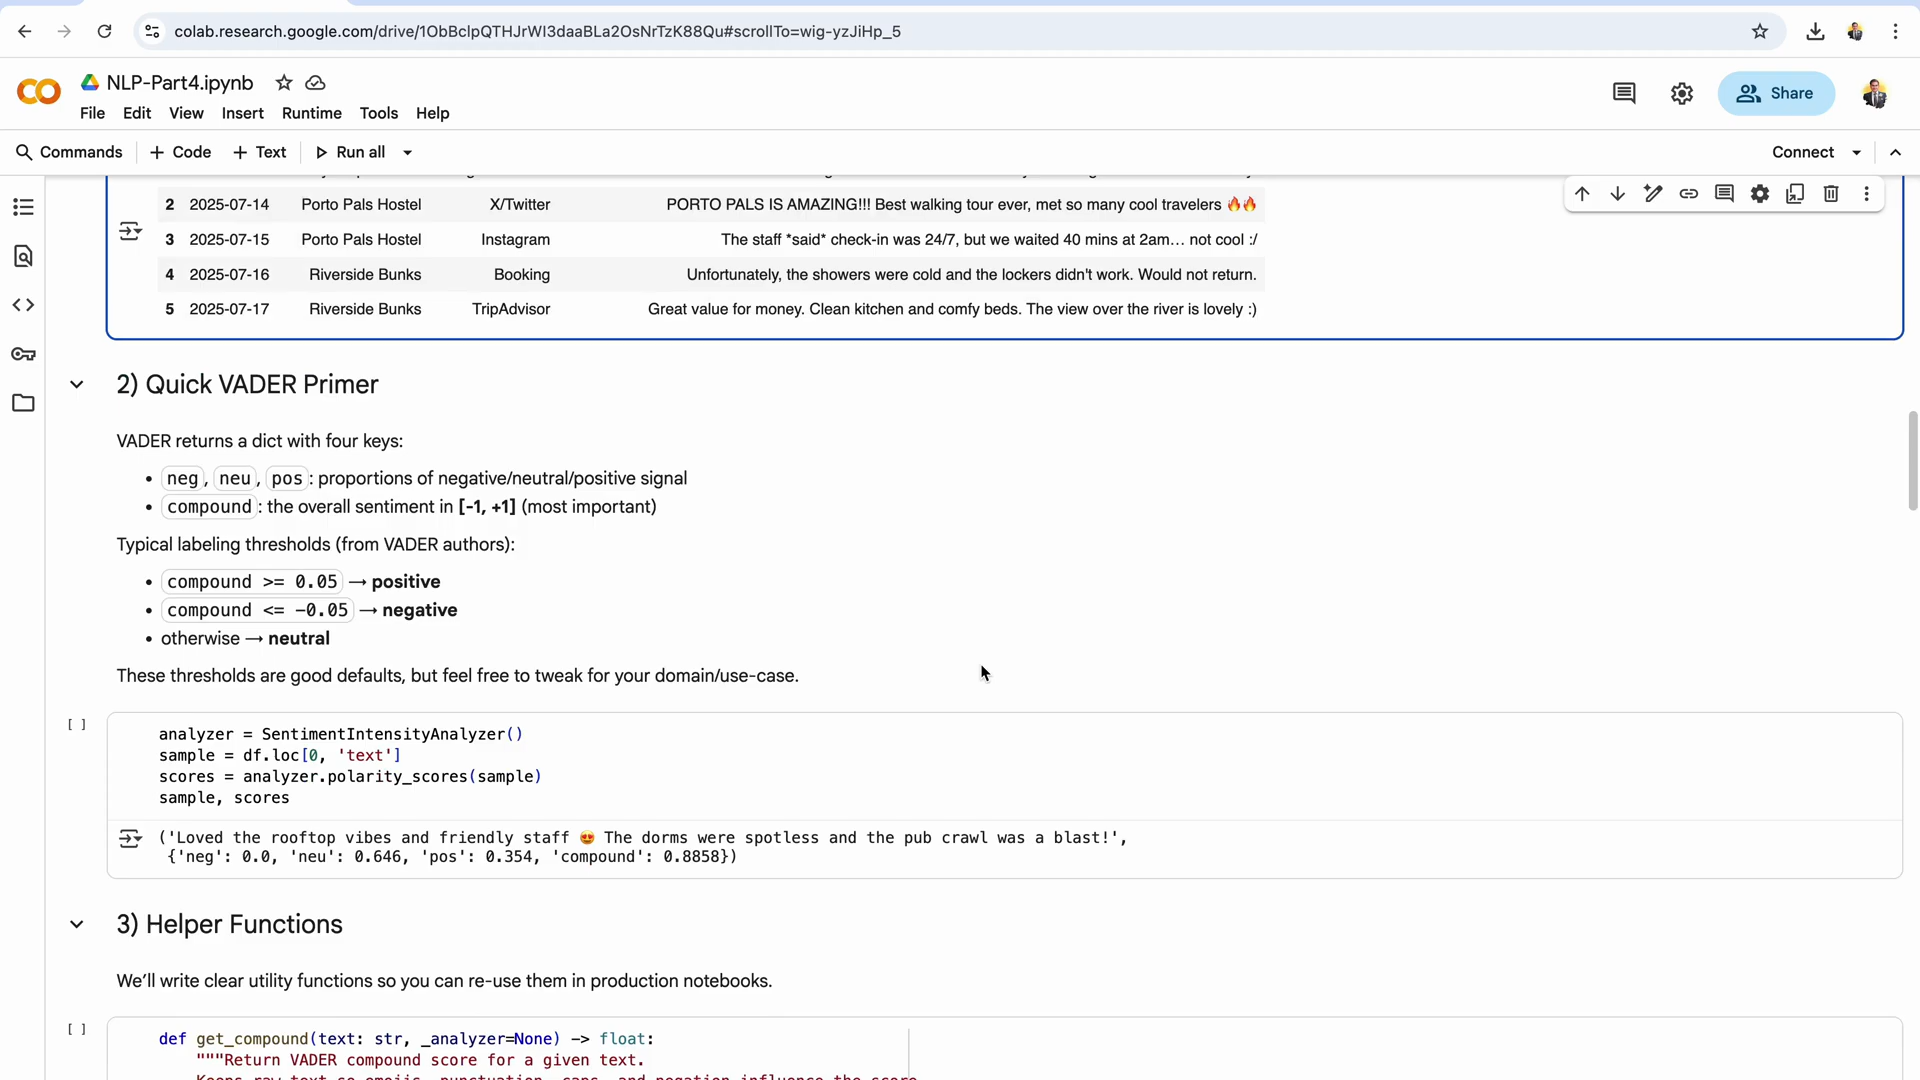 colab.research.google.com/drive/1ObBclpQTHJrWI3daaBLa2OsNrTzK88Qu#scrollTo=wig-yzJiHp_5
NLP-Part4.ipynb
File Edit View Insert Runtime Tools Help
Share
Commands + Code + Text Run all
Connect
2 2025-07-14 Porto Pals Hostel X/Twitter PORTO PALS IS AMAZING!!! Best walking tour ever, met so many cool travelers 🔥🔥
3 2025-07-15 Porto Pals Hostel Instagram The staff *said* check-in was 24/7, but we waited 40 mins at 2am… not cool :/
4 2025-07-16 Riverside Bunks Booking Unfortunately, the showers were cold and the lockers didn't work. Would not return.
5 2025-07-17 Riverside Bunks TripAdvisor Great value for money. Clean kitchen and comfy beds. The view over the river is lovely :)
2) Quick VADER Primer
VADER returns a dict with four keys:
• neg, neu, pos: proportions of negative/neutral/positive signal
• compound: the overall sentiment in [-1, +1] (most important)
Typical labeling thresholds (from VADER authors):
• compound >= 0.05 → positive
• compound <= -0.05 → negative
• otherwise → neutral
These thresholds are good defaults, but feel free to tweak for your domain/use-case.
[ ] analyzer = SentimentIntensityAnalyzer()
sample = df.loc[0, 'text']
scores = analyzer.polarity_scores(sample)
sample, scores
('Loved the rooftop vibes and friendly staff 😍 The dorms were spotless and the pub crawl was a blast!',
{'neg': 0.0, 'neu': 0.646, 'pos': 0.354, 'compound': 0.8858})
3) Helper Functions
We'll write clear utility functions so you can re-use them in production notebooks.
[ ] def get_compound(text: str, _analyzer=None) -> float:
"""Return VADER compound score for a given text.
Keeps raw text so emojis, punctuation, caps, and negation influence the score